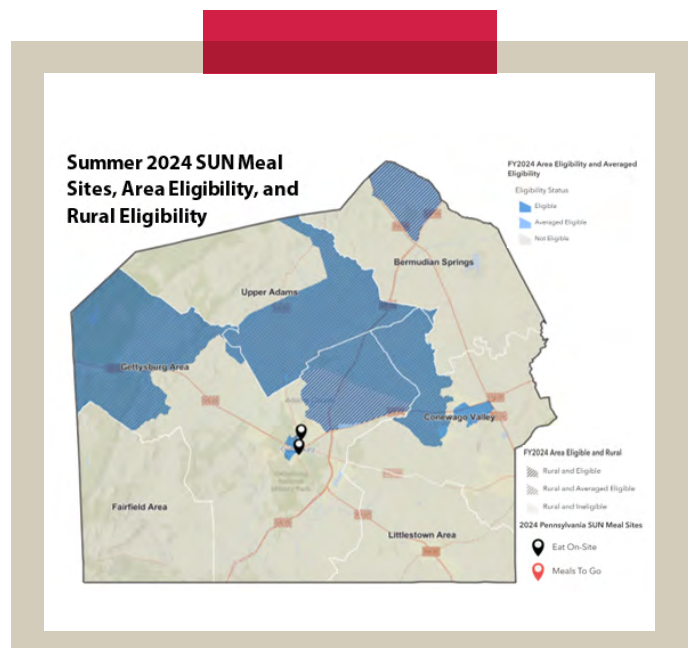 Summer 2024 SUN Meal
Sites, Area Eligibility, and
Rural Eligibility
FY2024 Area Eligibility and Averaged
Eligibility
Eligibility Status
Eligible
Averaged Eligible
Not Eligible
Bermudian Springs
Upper Adams
Gettysburg Area
Conewago Valley
Fairfield Area
Littlestown Area
FY2024 Area Eligible and Rural
Rural and Eligible
Rural and Averaged Eligible
Rural and Ineligible
2024 Pennsylvania SUN Meal Sites
Eat On-Site
Meals To Go